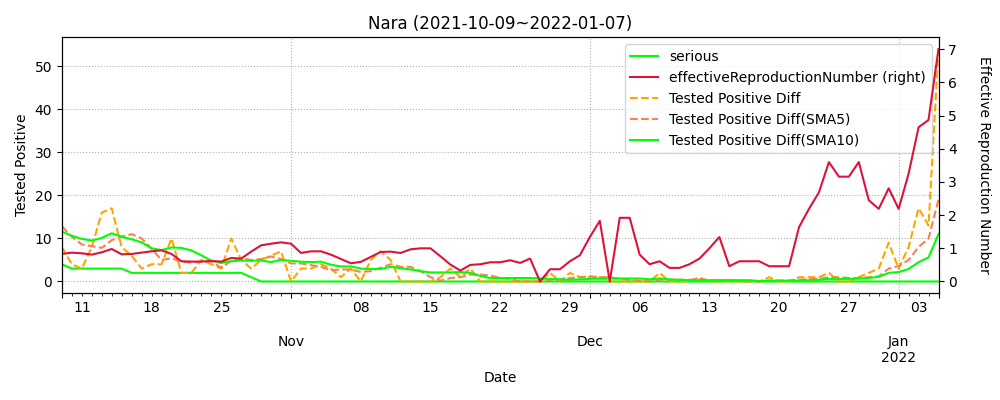 Nara (2021-10-09~2022-01-07)
serious
effectiveReproductionNumber (right)
Tested Positive Diff
Tested Positive Diff(SMA5)
Tested Positive Diff(SMA10)
Tested Positive
50
40
30
20
10
0
7
6
5
4
3
2
1
0
Effective Reproduction Number
11 18 25 08 15 22 29 06 13 20 27 03
Nov Dec Jan
2022
Date